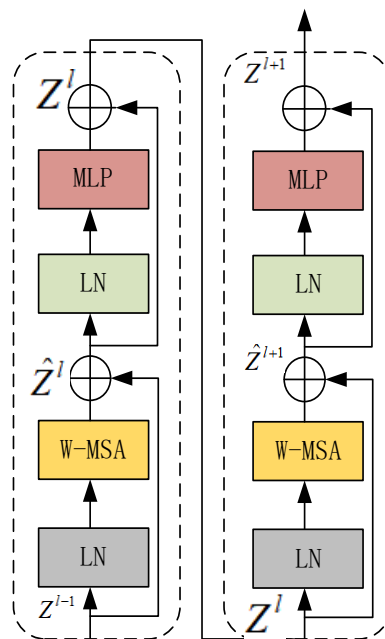 Z^l
MLP
LN
Ẑ^l
W-MSA
LN
Z^{l-1}
Z^{l+1}
MLP
LN
Ẑ^{l+1}
W-MSA
LN
Z^l